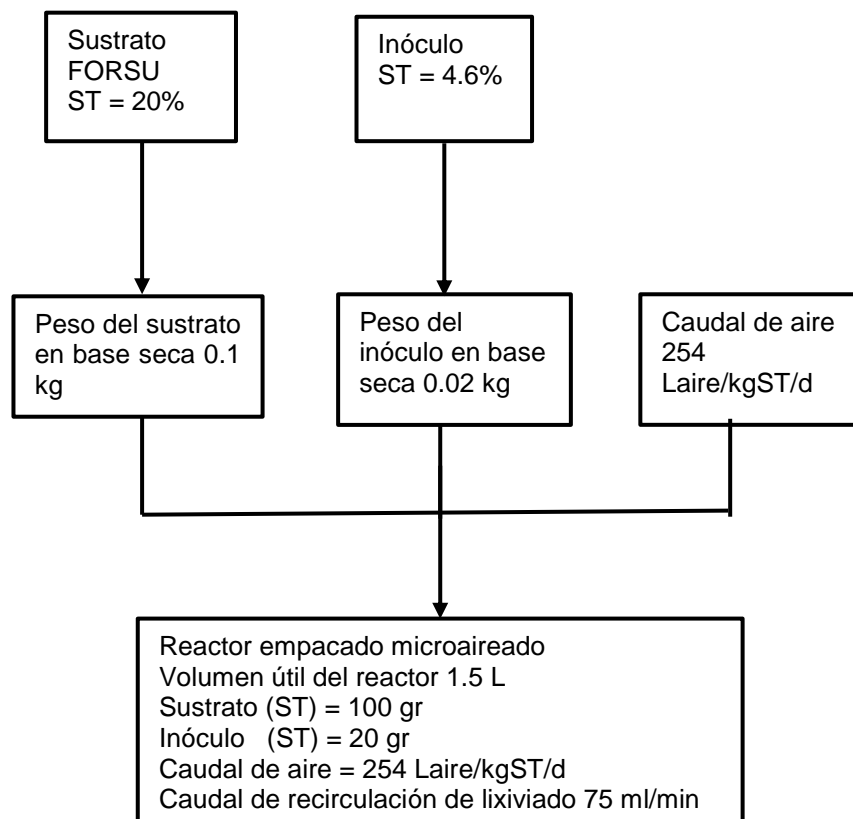 Sustrato
FORSU
ST = 20%
Inóculo
ST = 4.6%
Peso del sustrato
en base seca 0.1
kg
Peso del
inóculo en base
seca 0.02 kg
Caudal de aire
254
Laire/kgST/d
Reactor empacado microaireado
Volumen útil del reactor 1.5 L
Sustrato (ST) = 100 gr
Inóculo (ST) = 20 gr
Caudal de aire = 254 Laire/kgST/d
Caudal de recirculación de lixiviado 75 ml/min